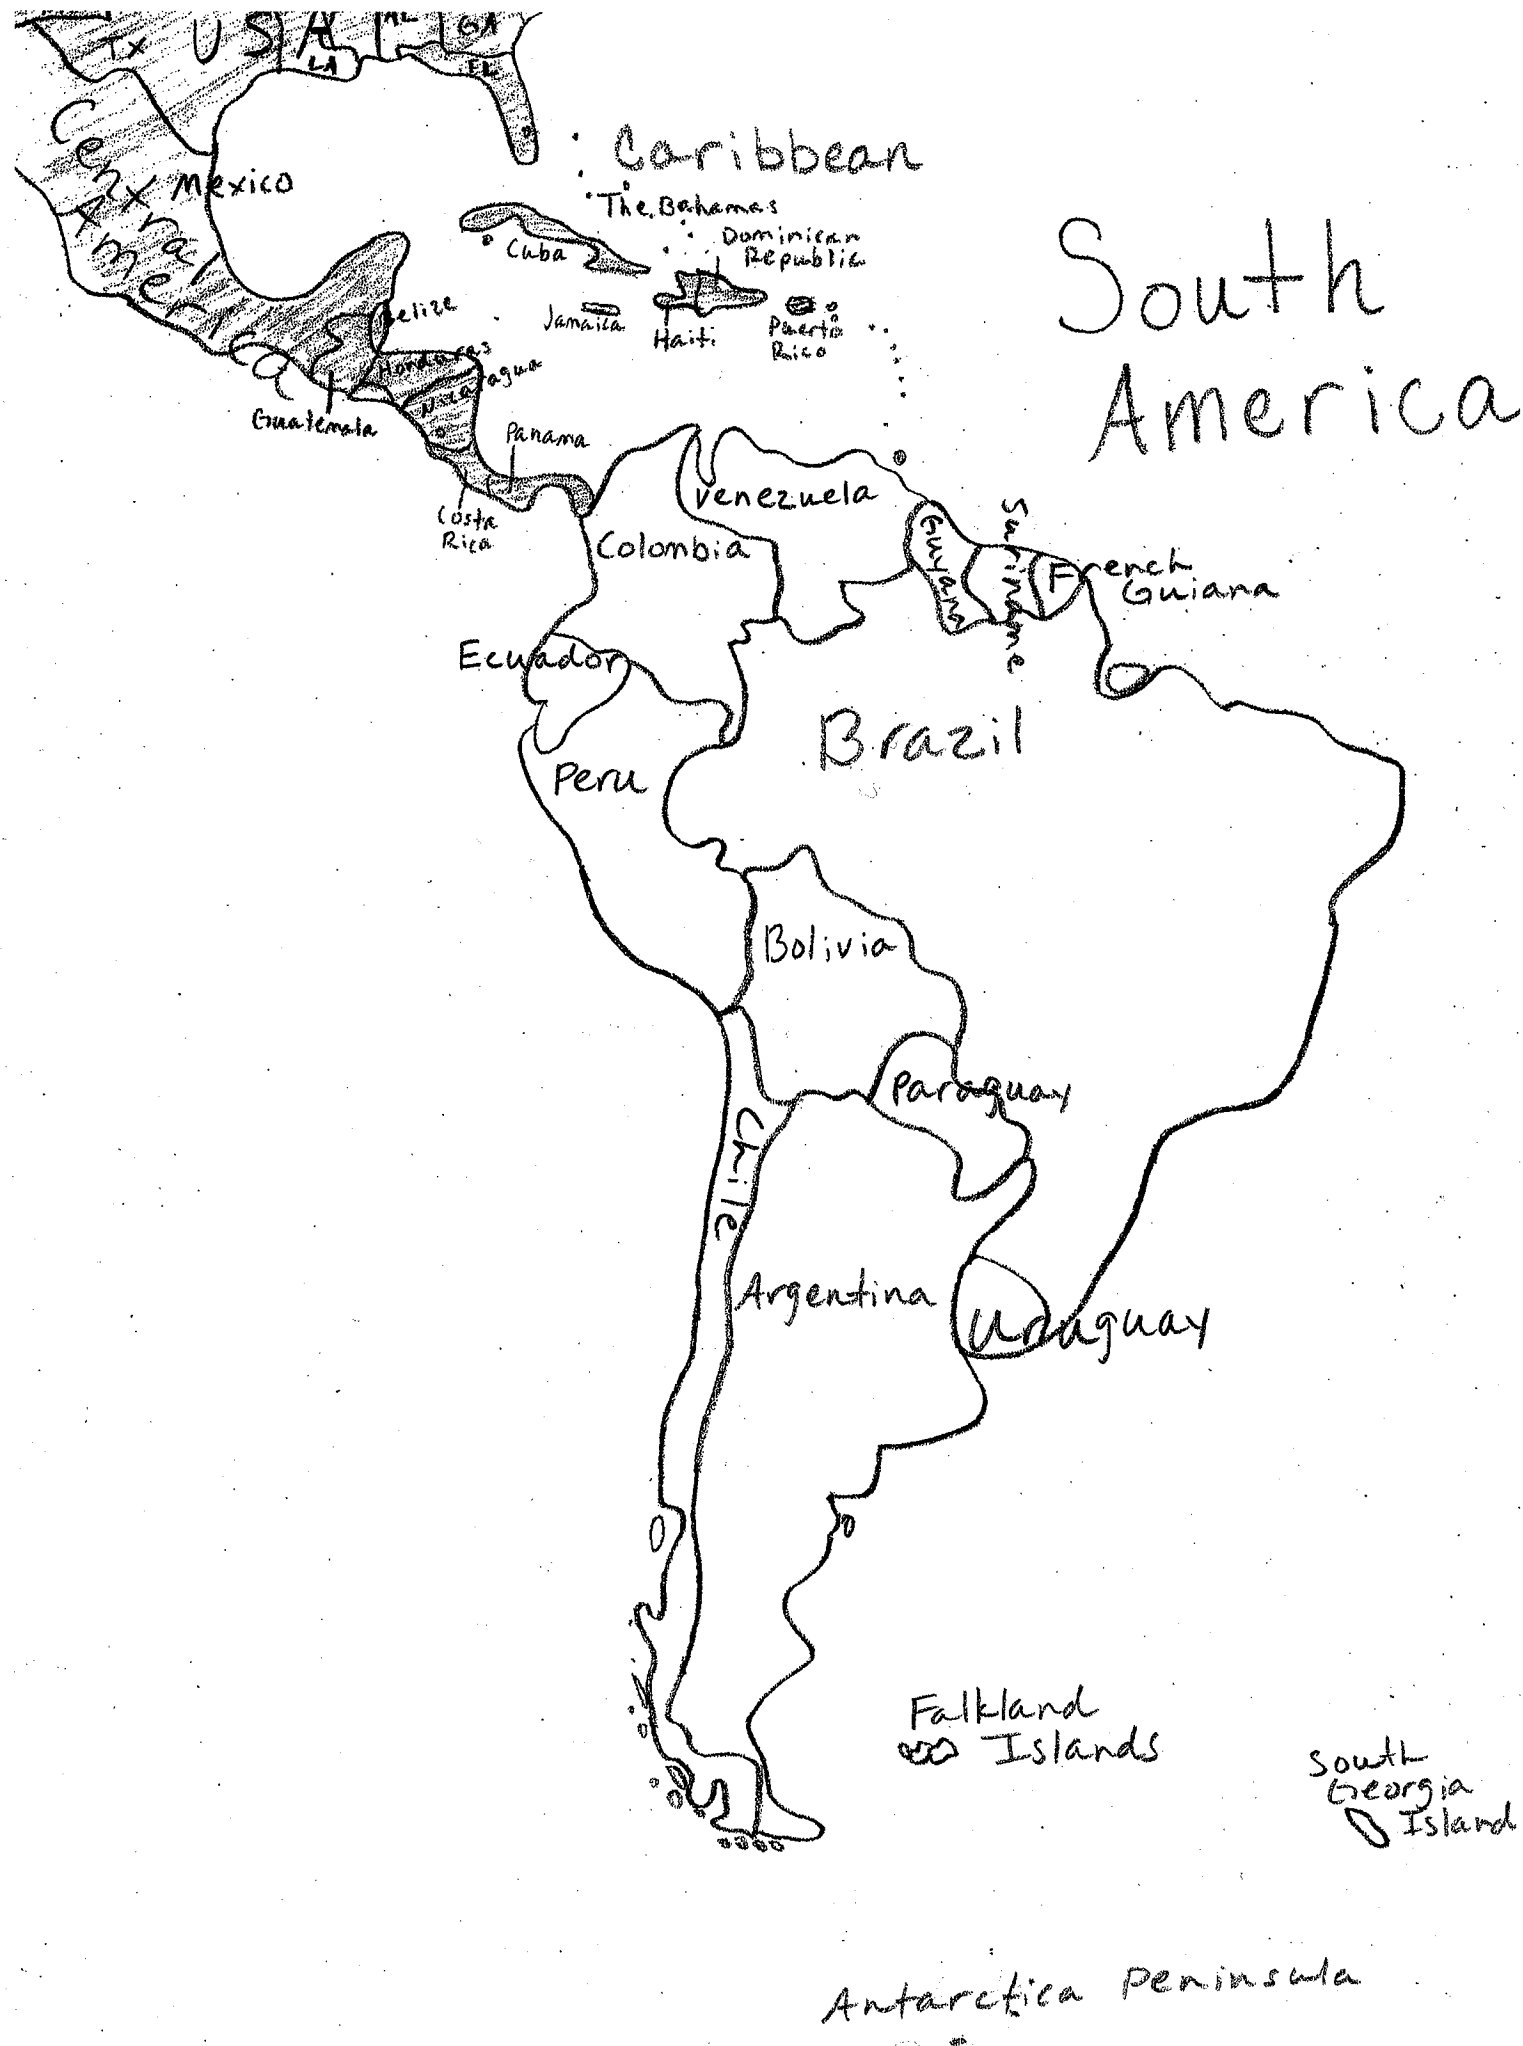 USA
TX
LA
AL
GA
FL
Central
America
Mexico
Caribbean
The Bahamas
Cuba
Dominican
Republic
Jamaica
Haiti
Puerto
Rico
South
America
Belize
Honduras
Nicaragua
Guatemala
Panama
Costa
Rica
Venezuela
Colombia
Guyana
Suriname
French
Guiana
Ecuador
Brazil
Peru
Bolivia
Paraguay
Chile
Argentina
Uraguay
Falkland
Islands
South
Georgia
Island
Antarctica Peninsula